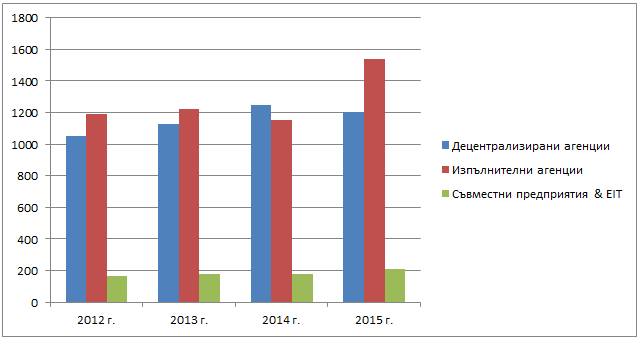 1800
1600
1400
1200
1000
800
600
400
200
0
2012 г. 2013 г. 2014 г. 2015 г.
Децентрализирани агенции
Изпълнителни агенции
Съвместни предприятия & EIT